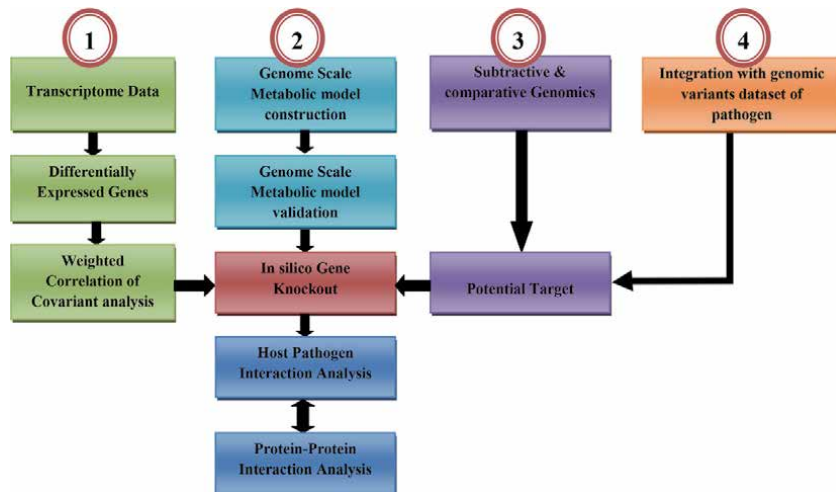 1
Transcriptome Data
Differentially
Expressed Genes
Weighted
Correlation of
Covariant analysis
2
Genome Scale
Metabolic model
construction
Genome Scale
Metabolic model
validation
In silico Gene
Knockout
Host Pathogen
Interaction Analysis
Protein-Protein
Interaction Analysis
3
Subtractive &
comparative Genomics
Potential Target
4
Integration with genomic
variants dataset of
pathogen